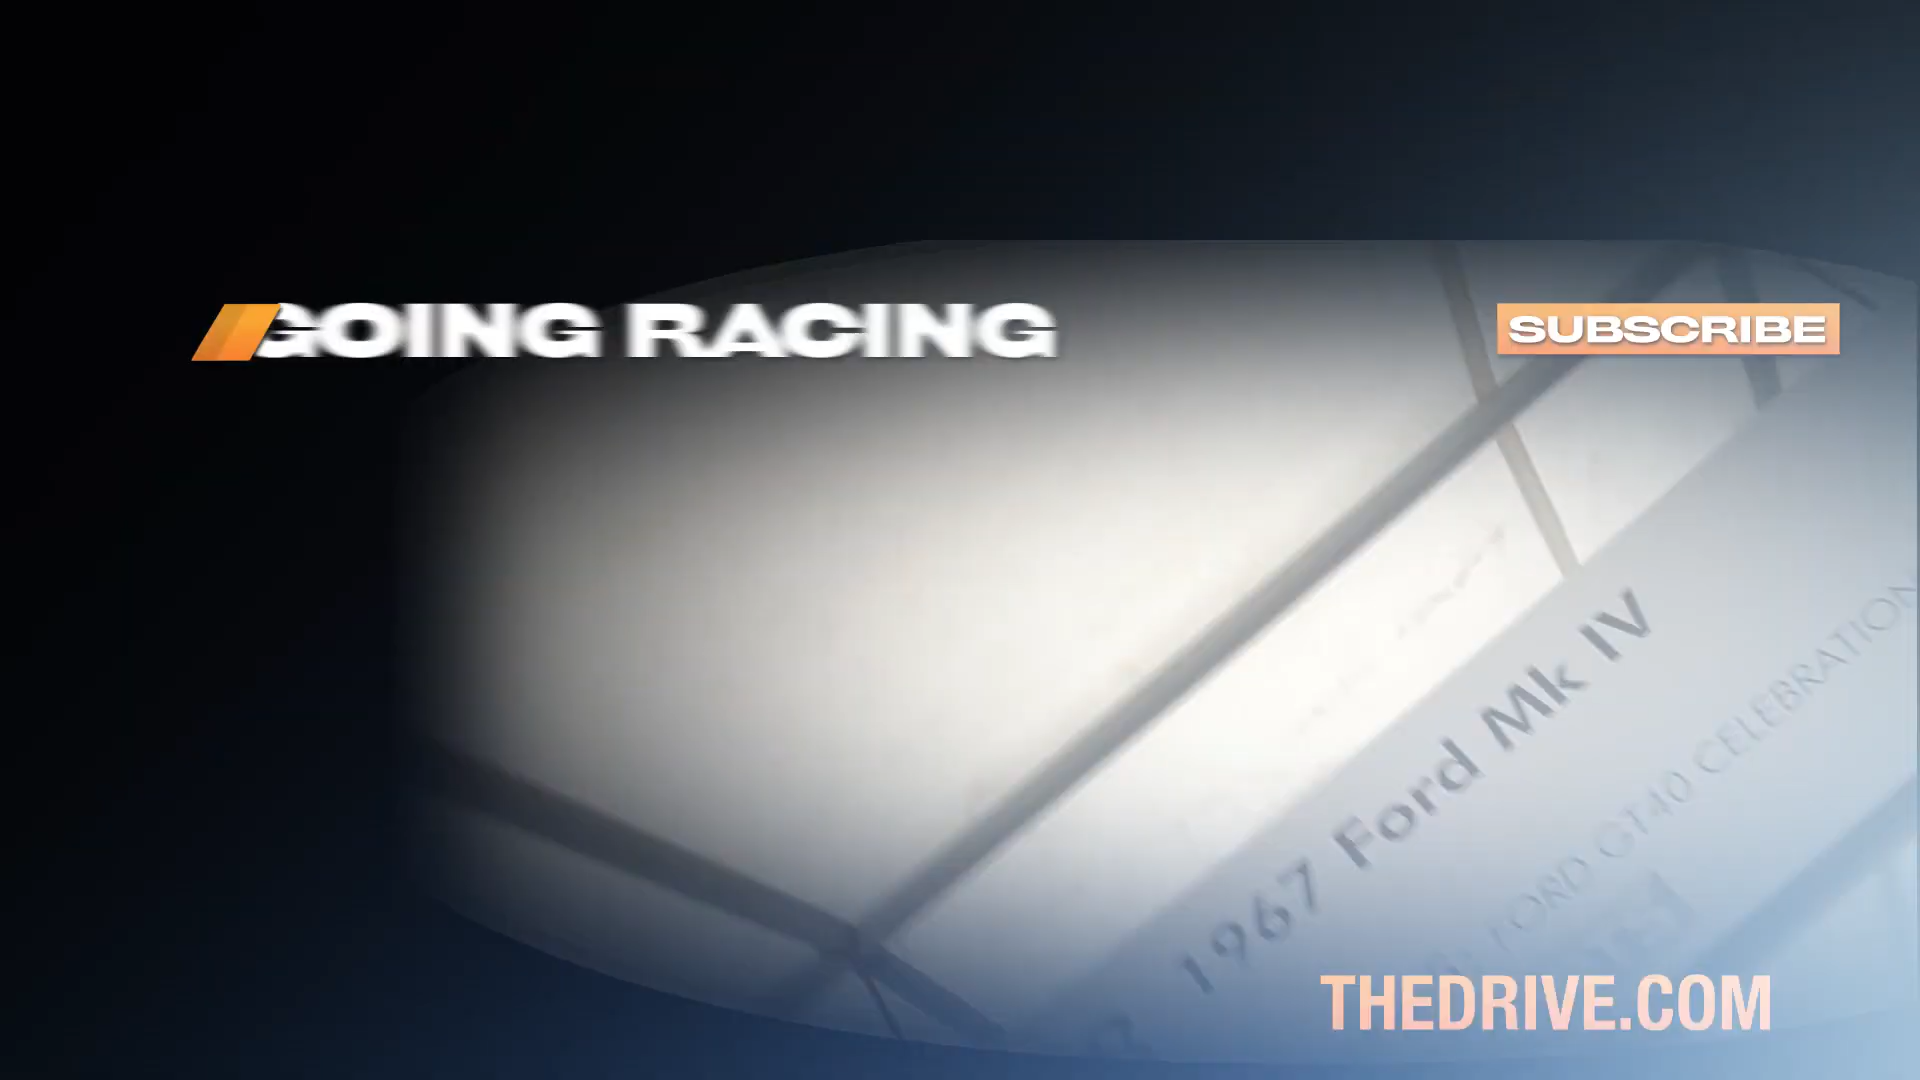 GOING RACING
SUBSCRIBE
1967 Ford Mk IV
FORD GT40 CELEBRATION
THEDRIVE.COM